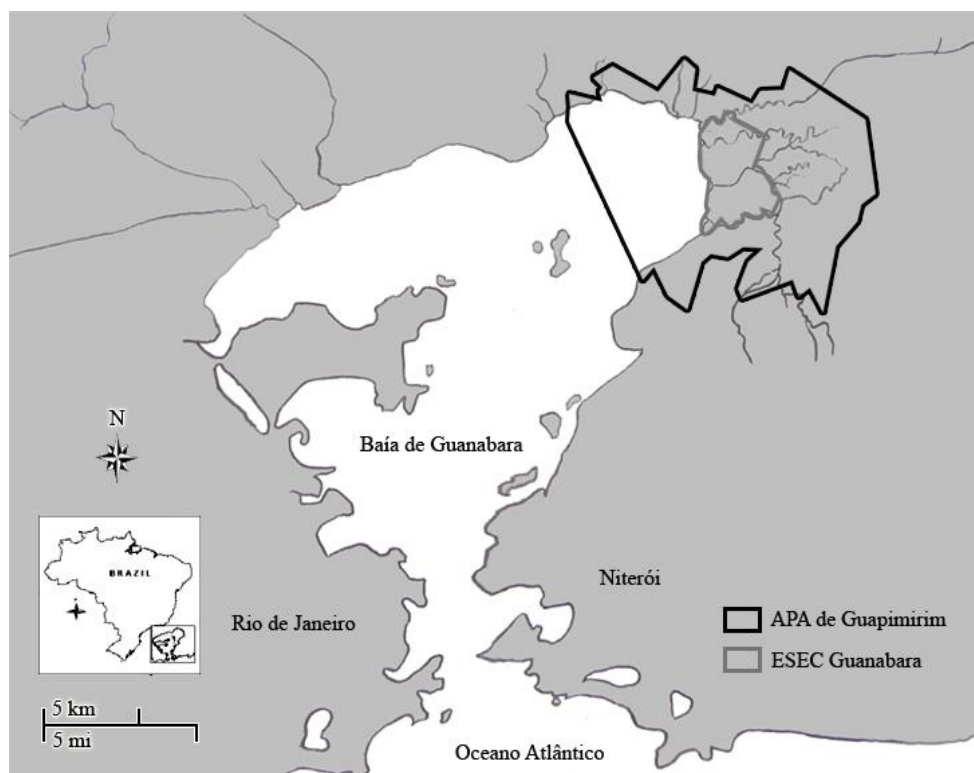 N
Baía de Guanabara
BRAZIL
Niterói
Rio de Janeiro
APA de Guapimirim
ESEC Guanabara
5 km
5 mi
Oceano Atlântico